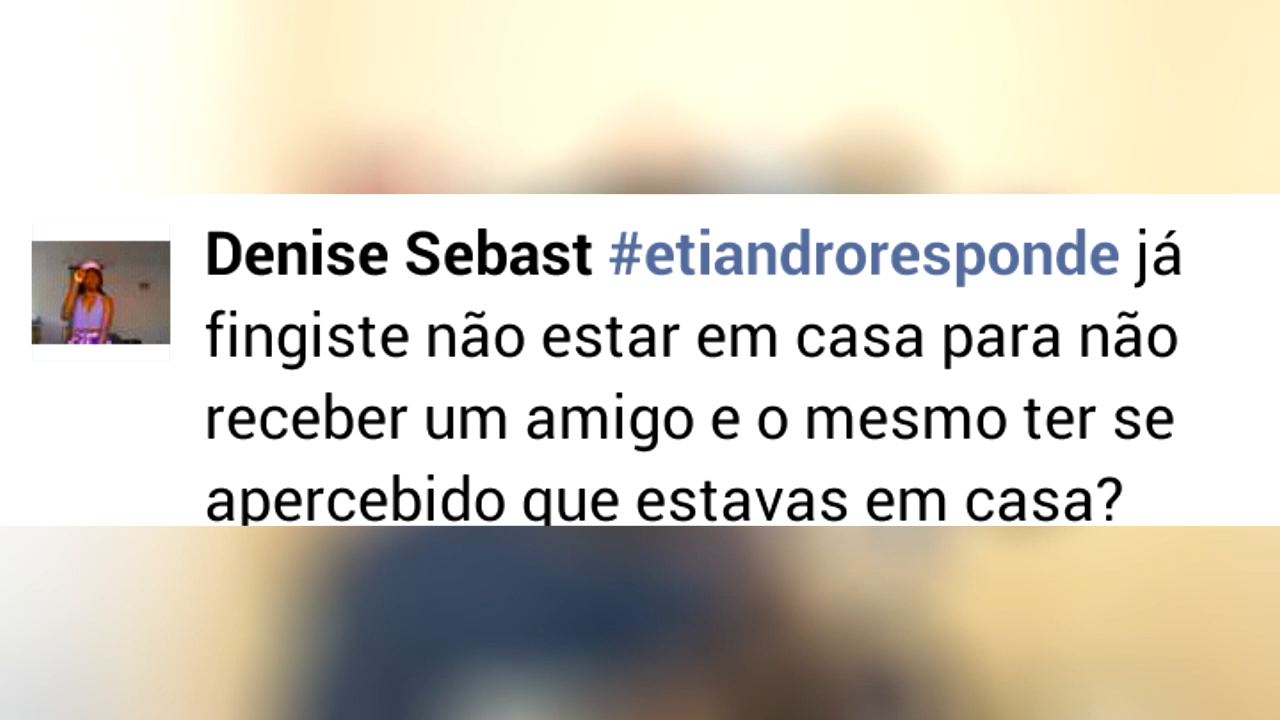 Denise Sebast #etiandroresponde já
fingiste não estar em casa para não
receber um amigo e o mesmo ter se
apercebido que estavas em casa?